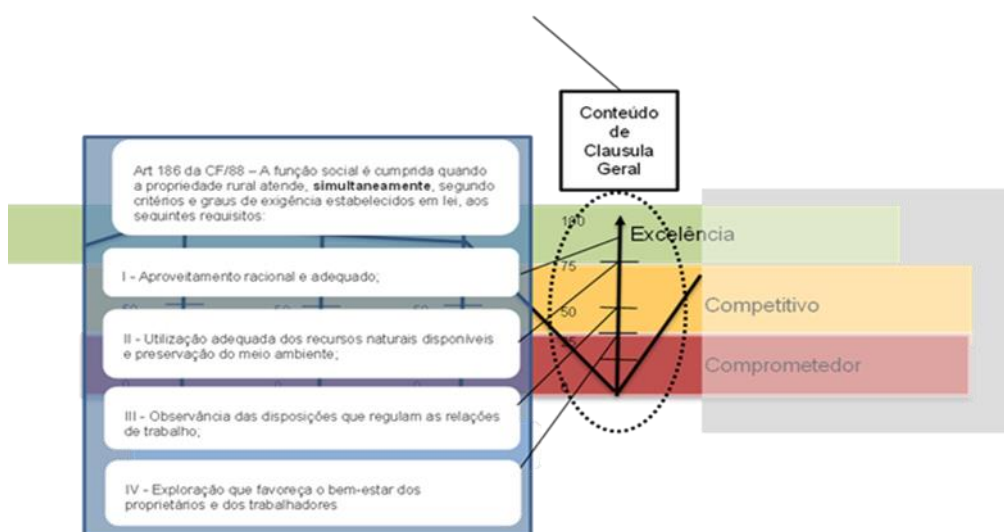 Conteúdo
de
Clausula
Geral
Art 186 da CF/88 – A função social é cumprida quando
a propriedade rural atende, simultaneamente, segundo
critérios e graus de exigência estabelecidos em lei, aos
seguintes requisitos:
I - Aproveitamento racional e adequado;
II - Utilização adequada dos recursos naturais disponíveis
e preservação do meio ambiente;
III - Observância das disposições que regulam as relações
de trabalho;
IV - Exploração que favoreça o bem-estar dos
proprietários e dos trabalhadores
100
Excelência
75
50
Competitivo
Comprometedor